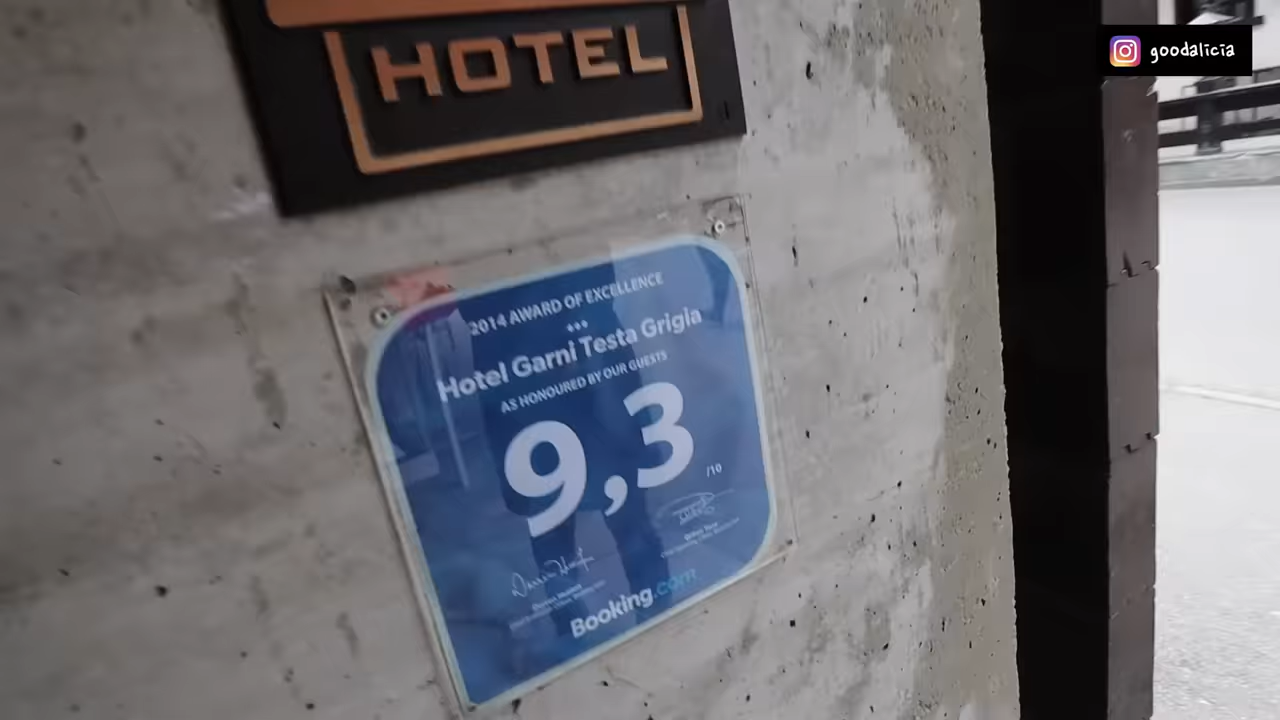 goodalicia
HOTEL
2014 AWARD OF EXCELLENCE
Hotel Garni Testa Grigia
AS HONOURED BY OUR GUESTS
9,3
/10
Booking.com